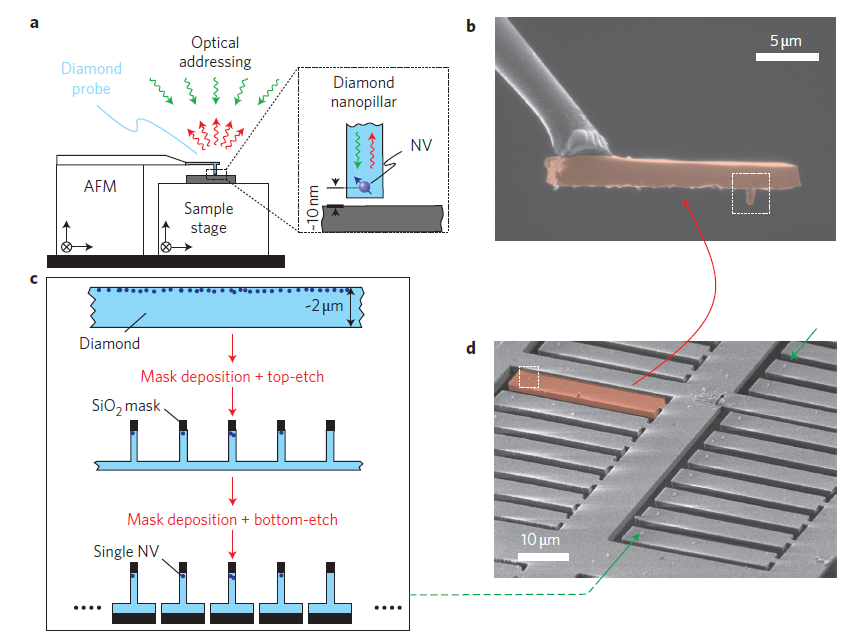 a
Optical
addressing
Diamond
probe
Diamond
nanopillar
NV
~10 nm
AFM
Sample
stage
b
5 µm
c
~2 µm
Diamond
Mask deposition + top-etch
SiO2 mask
Mask deposition + bottom-etch
Single NV
d
10 µm